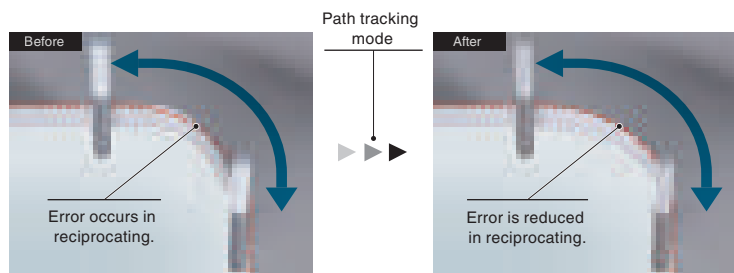 Before
Error occurs in
reciprocating.
Path tracking
mode
After
Error is reduced
in reciprocating.